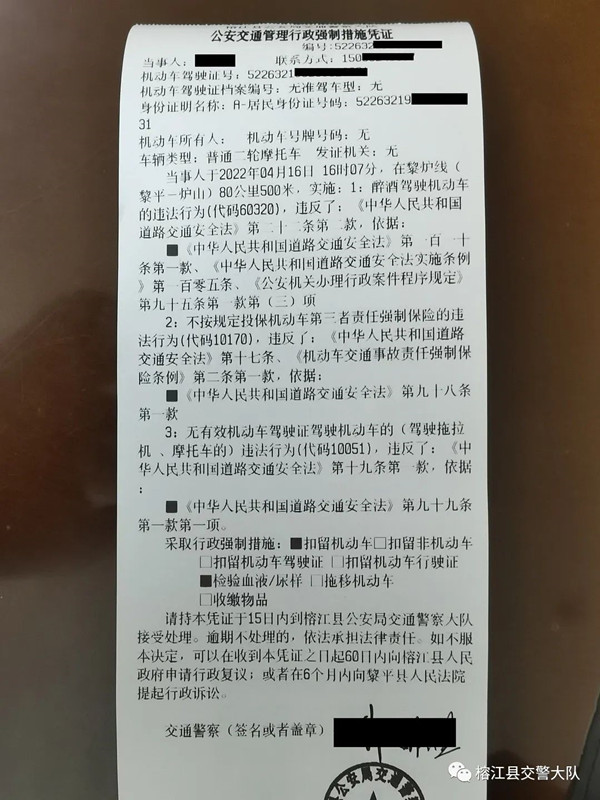 公安交通管理行政强制措施凭证
编号:522632
当事人: 联系方式: 150
机动车驾驶证号: 5226321
机动车驾驶证档案编号: 无准驾车型: 无
身份证明名称: A-居民身份证号码: 52263219
31
机动车所有人: 机动车号牌号码: 无
车辆类型: 普通二轮摩托车 发证机关: 无
当事人于2022年04月16日 16时07分, 在黎炉线(
黎平—炉山) 80公里500米, 实施: 1: 醉酒驾驶机动车
的违法行为(代码60320), 违反了: 《中华人民共和国
道路交通安全法》第二十二条第二款, 依据:
■《中华人民共和国道路交通安全法》第一百一十
条第一款、《中华人民共和国道路交通安全法实施条例
》第一百零五条、《公安机关办理行政案件程序规定》
第九十五条第一款第(三)项
2: 不按规定投保机动车第三者责任强制保险的违
法行为(代码10170), 违反了: 《中华人民共和国道路
交通安全法》第十七条、《机动车交通事故责任强制保
险条例》第二条第一款, 依据:
■《中华人民共和国道路交通安全法》第九十八条
第一款
3: 无有效机动车驾驶证驾驶机动车的(驾驶拖拉
机 、摩托车的) 违法行为(代码10051), 违反了: 《中
华人民共和国道路交通安全法》第十九条第一款, 依据
:
■《中华人民共和国道路交通安全法》第九十九条
第一款第一项。
采取行政强制措施: ■扣留机动车□扣留非机动车
□扣留机动车驾驶证 □扣留机动车行驶证
■检验血液/尿样 □拖移机动车
□收缴物品
请持本凭证于15日内到榕江县公安局交通警察大队
接受处理。逾期不处理的, 依法承担法律责任。如不服
本决定, 可以在收到本凭证之日起60日内向榕江县人民
政府申请行政复议; 或者在6个月内向黎平县人民法院
提起行政诉讼。
交通警察(签名或者盖章)
县公安局交通警
榕江县交警大队